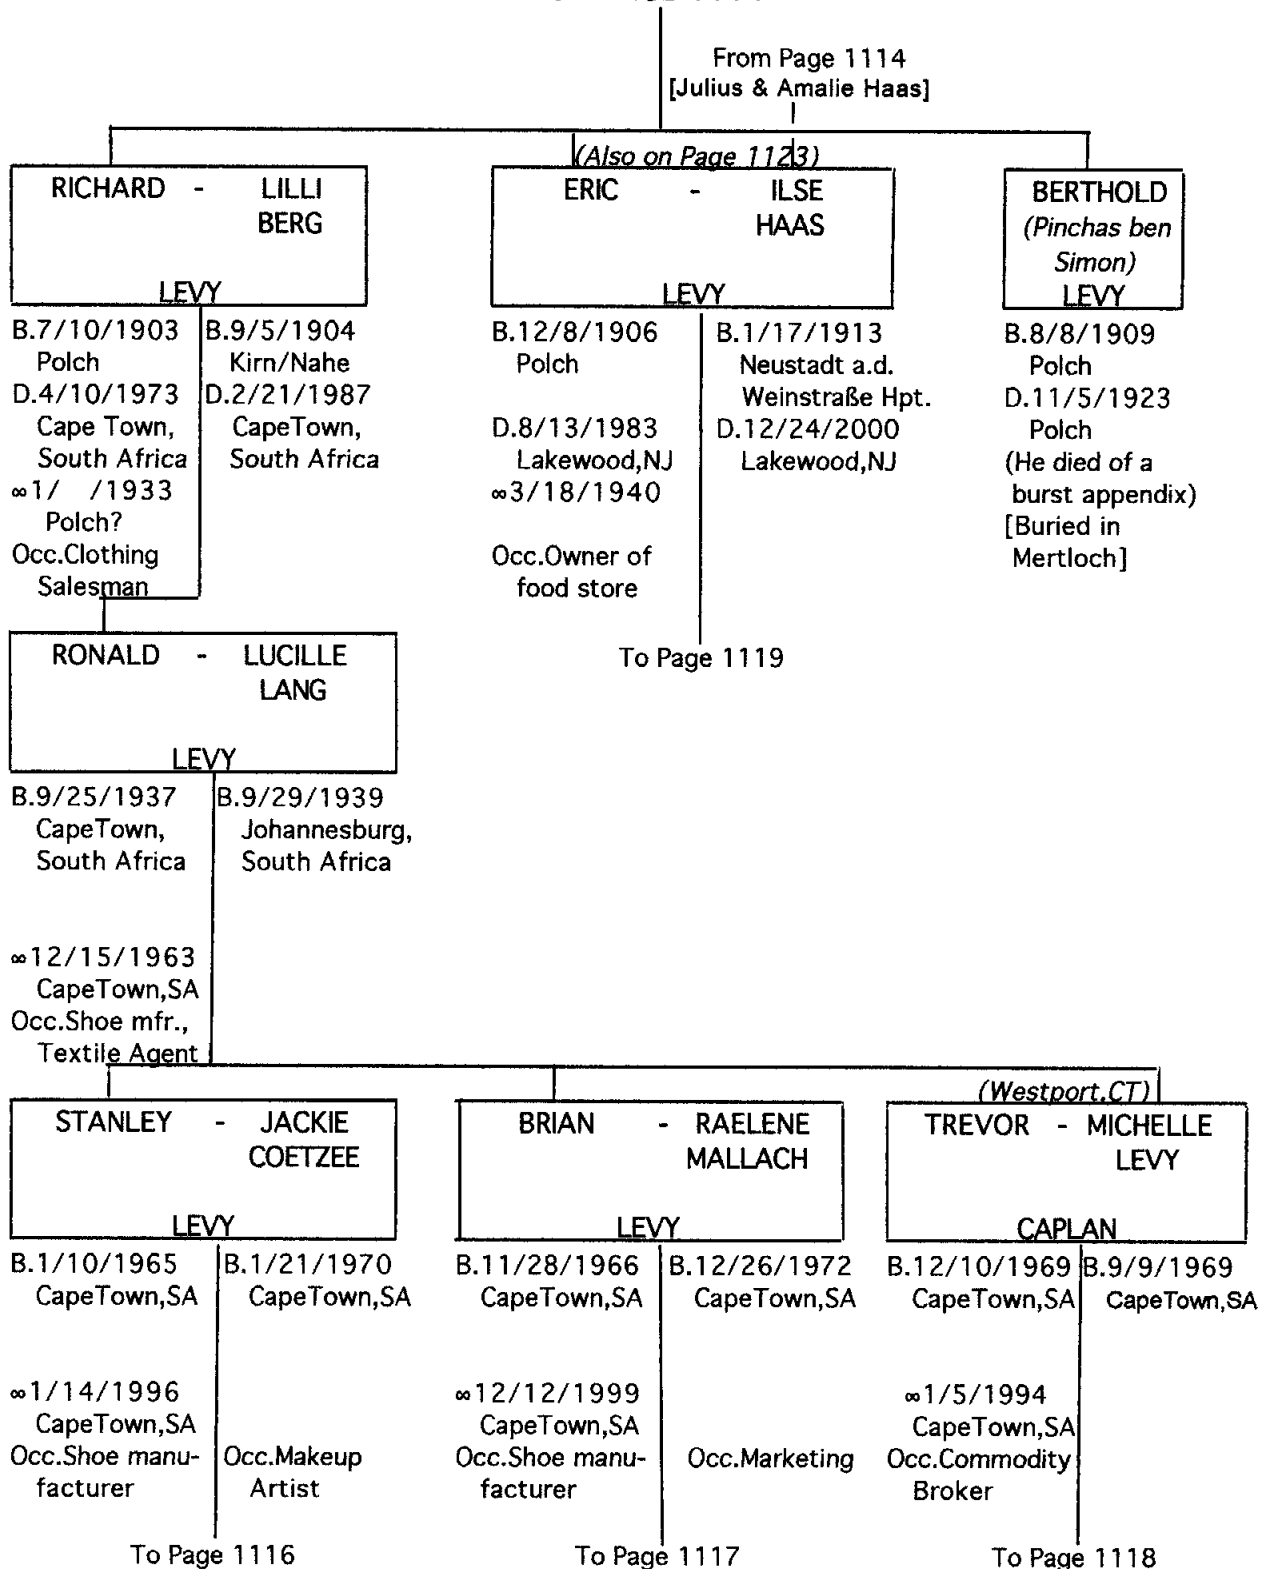 From Page 1114
[Julius & Amalie Haas]
(Also on Page 1123)
RICHARD - LILLI
BERG
LEVY
B.7/10/1903
Polch
D.4/10/1973
Cape Town,
South Africa
∞1/ /1933
Polch?
Occ.Clothing
Salesman
B.9/5/1904
Kirn/Nahe
D.2/21/1987
CapeTown,
South Africa
ERIC - ILSE
HAAS
LEVY
B.12/8/1906
Polch
D.8/13/1983
Lakewood,NJ
∞3/18/1940
Occ.Owner of
food store
B.1/17/1913
Neustadt a.d.
Weinstraße Hpt.
D.12/24/2000
Lakewood,NJ
To Page 1119
BERTHOLD
(Pinchas ben
Simon)
LEVY
B.8/8/1909
Polch
D.11/5/1923
Polch
(He died of a
burst appendix)
[Buried in
Mertloch]
RONALD - LUCILLE
LANG
LEVY
B.9/25/1937
CapeTown,
South Africa
∞12/15/1963
CapeTown,SA
Occ.Shoe mfr.,
Textile Agent
B.9/29/1939
Johannesburg,
South Africa
STANLEY - JACKIE
COETZEE
LEVY
B.1/10/1965
CapeTown,SA
∞1/14/1996
CapeTown,SA
Occ.Shoe manu-
facturer
B.1/21/1970
CapeTown,SA
Occ.Makeup
Artist
To Page 1116
BRIAN - RAELENE
MALLACH
LEVY
B.11/28/1966
CapeTown,SA
∞12/12/1999
CapeTown,SA
Occ.Shoe manu-
facturer
B.12/26/1972
CapeTown,SA
Occ.Marketing
To Page 1117
(Westport.CT)
TREVOR - MICHELLE
LEVY
CAPLAN
B.12/10/1969
CapeTown,SA
∞1/5/1994
CapeTown,SA
Occ.Commodity
Broker
B.9/9/1969
CapeTown,SA
To Page 1118